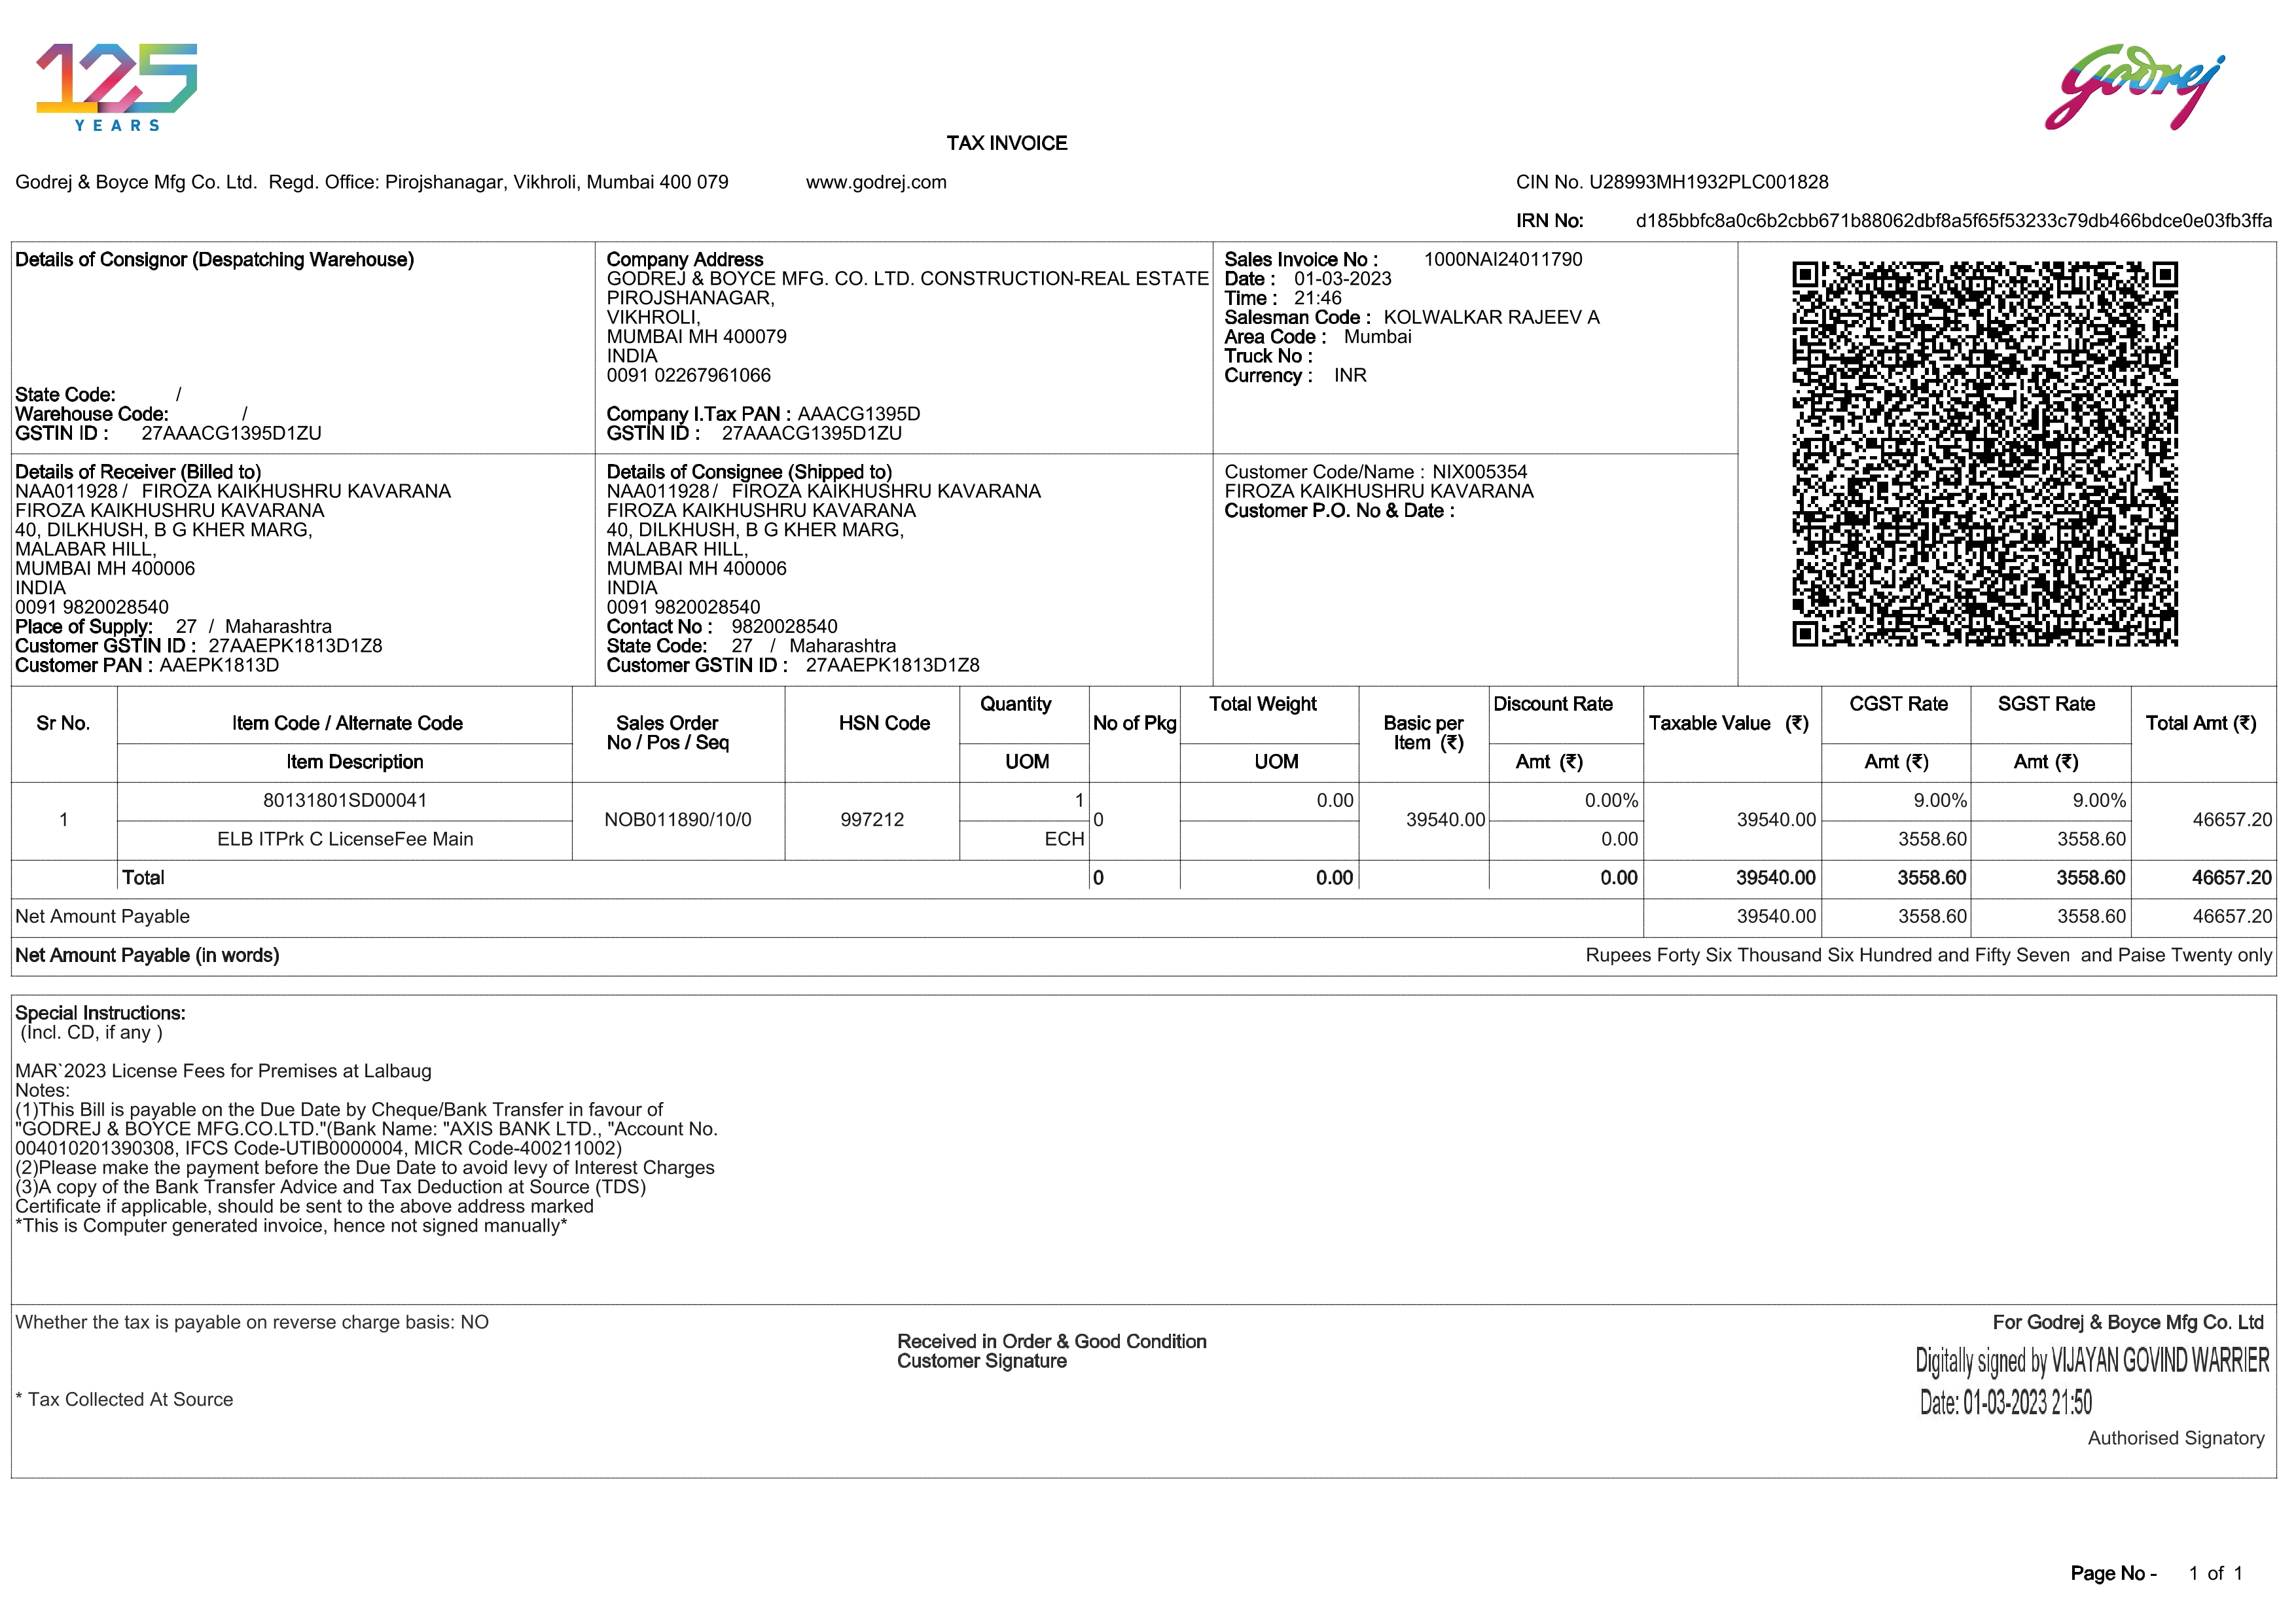 125
YEARS
Godrej
TAX INVOICE
Godrej & Boyce Mfg Co. Ltd. Regd. Office: Pirojshanagar, Vikhroli, Mumbai 400 079 www.godrej.com CIN No. U28993MH1932PLC001828
IRN No: d185bbfc8a0c6b2cbb671b88062dbf8a5f65f53233c79db466bdce0e03fb3ffa
Details of Consignor (Despatching Warehouse)
State Code: /
Warehouse Code: /
GSTIN ID : 27AAACG1395D1ZU
Company Address
GODREJ & BOYCE MFG. CO. LTD. CONSTRUCTION-REAL ESTATE
PIROJSHANAGAR,
VIKHROLI,
MUMBAI MH 400079
INDIA
0091 02267961066
Company I.Tax PAN : AAACG1395D
GSTIN ID : 27AAACG1395D1ZU
Sales Invoice No : 1000NAI24011790
Date : 01-03-2023
Time : 21:46
Salesman Code : KOLWALKAR RAJEEV A
Area Code : Mumbai
Truck No :
Currency : INR
Details of Receiver (Billed to)
NAA011928 / FIROZA KAIKHUSHRU KAVARANA
FIROZA KAIKHUSHRU KAVARANA
40, DILKHUSH, B G KHER MARG,
MALABAR HILL,
MUMBAI MH 400006
INDIA
0091 9820028540
Place of Supply: 27 / Maharashtra
Customer GSTIN ID : 27AAEPK1813D1Z8
Customer PAN : AAEPK1813D
Details of Consignee (Shipped to)
NAA011928 / FIROZA KAIKHUSHRU KAVARANA
FIROZA KAIKHUSHRU KAVARANA
40, DILKHUSH, B G KHER MARG,
MALABAR HILL,
MUMBAI MH 400006
INDIA
0091 9820028540
Contact No : 9820028540
State Code: 27 / Maharashtra
Customer GSTIN ID : 27AAEPK1813D1Z8
Customer Code/Name : NIX005354
FIROZA KAIKHUSHRU KAVARANA
Customer P.O. No & Date :
Sr No. Item Code / Alternate Code Sales Order No / Pos / Seq HSN Code Quantity No of Pkg Total Weight Basic per Item (₹) Discount Rate Taxable Value (₹) CGST Rate SGST Rate Total Amt (₹)
Item Description UOM UOM Amt (₹) Amt (₹) Amt (₹)
1 80131801SD00041 NOB011890/10/0 997212 1 0 0.00 39540.00 0.00% 39540.00 9.00% 9.00% 46657.20
ELB ITPrk C LicenseFee Main ECH 0.00 3558.60 3558.60
Total 0 0.00 0.00 39540.00 3558.60 3558.60 46657.20
Net Amount Payable 39540.00 3558.60 3558.60 46657.20
Net Amount Payable (in words) Rupees Forty Six Thousand Six Hundred and Fifty Seven and Paise Twenty only
Special Instructions:
(Incl. CD, if any )
MAR`2023 License Fees for Premises at Lalbaug
Notes:
(1)This Bill is payable on the Due Date by Cheque/Bank Transfer in favour of
"GODREJ & BOYCE MFG.CO.LTD."(Bank Name: "AXIS BANK LTD., "Account No.
004010201390308, IFCS Code-UTIB0000004, MICR Code-400211002)
(2)Please make the payment before the Due Date to avoid levy of Interest Charges
(3)A copy of the Bank Transfer Advice and Tax Deduction at Source (TDS)
Certificate if applicable, should be sent to the above address marked
*This is Computer generated invoice, hence not signed manually*
Whether the tax is payable on reverse charge basis: NO
* Tax Collected At Source
Received in Order & Good Condition
Customer Signature
For Godrej & Boyce Mfg Co. Ltd
Digitally signed by VIJAYAN GOVIND WARRIER
Date: 01-03-2023 21:50
Authorised Signatory
Page No - 1 of 1